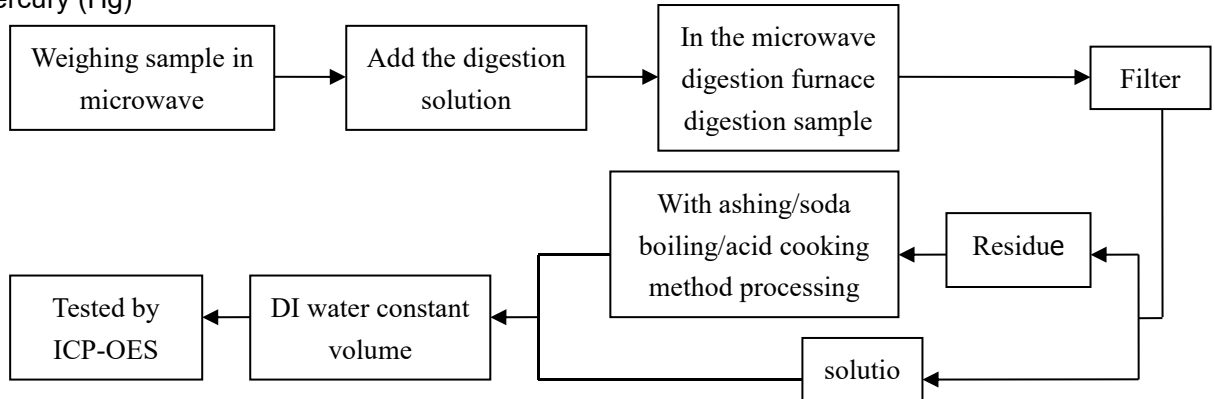 ercury (Hg)
Weighing sample in
microwave
Add the digestion
solution
In the microwave
digestion furnace
digestion sample
Filter
With ashing/soda
boiling/acid cooking
method processing
Residue
Tested by
ICP-OES
DI water constant
volume
solutio